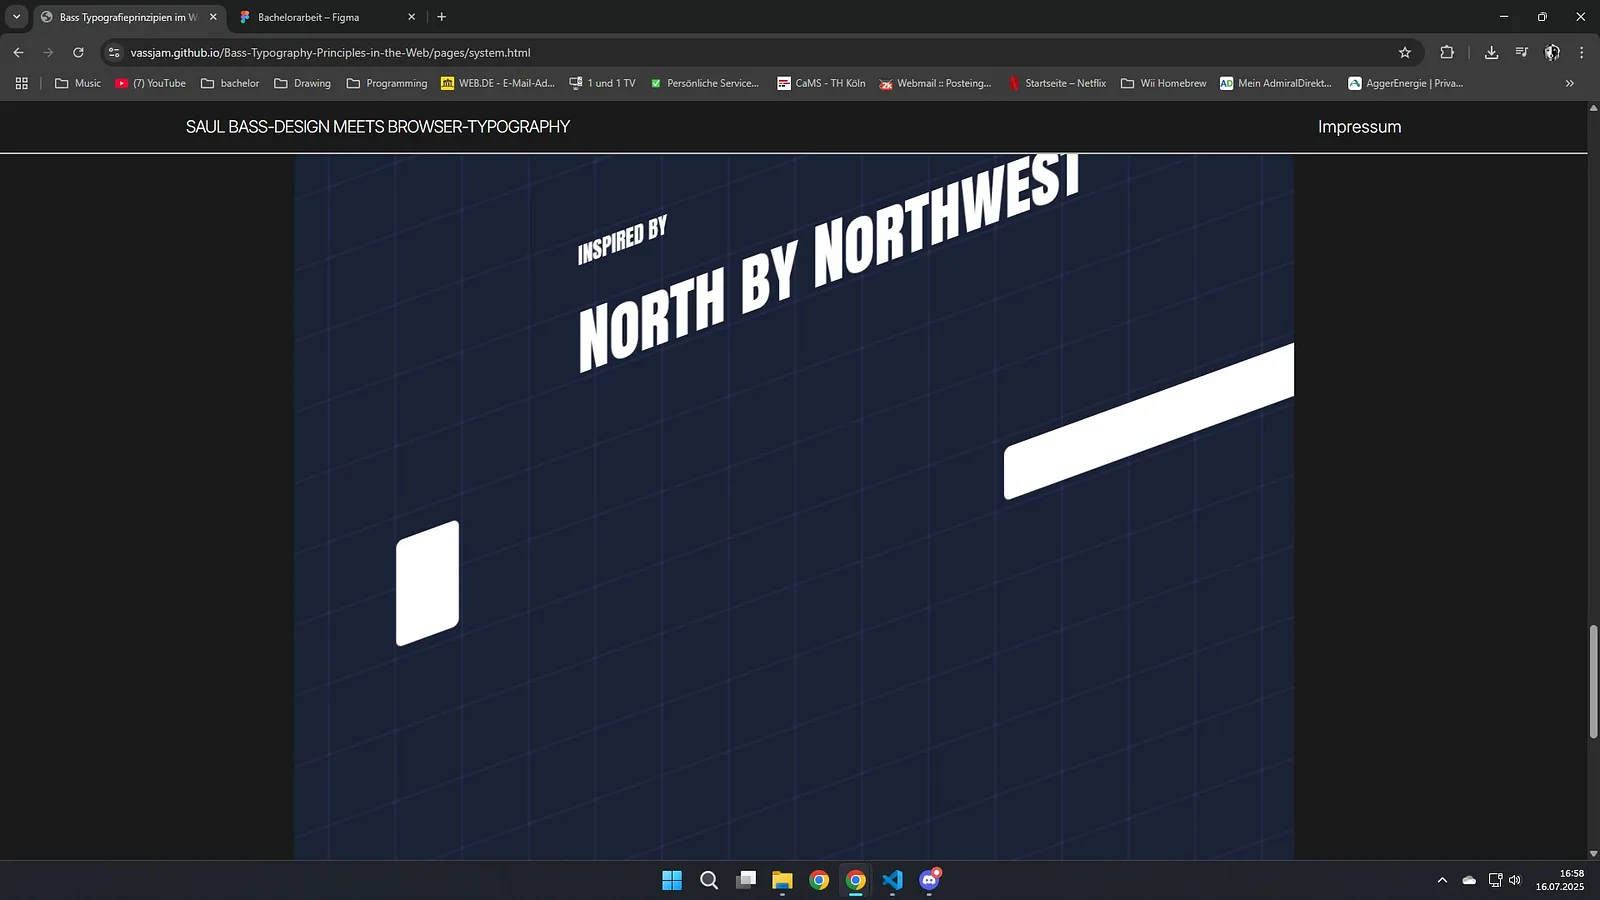 Bass Typografieprinzipien im W
Bachelorarbeit – Figma
vassjam.github.io/Bass-Typography-Principles-in-the-Web/pages/system.html
Music
(7) YouTube
bachelor
Drawing
Programming
WEB.DE - E-Mail-Ad...
1 und 1 TV
Persönliche Service...
CaMS - TH Köln
Webmail :: Posteing...
Startseite – Netflix
Wii Homebrew
AD Mein AdmiralDirekt...
AggerEnergie | Priva...
SAUL BASS-DESIGN MEETS BROWSER-TYPOGRAPHY
Impressum
INSPIRED BY
NORTH BY NORTHWEST
16:58
16.07.2025